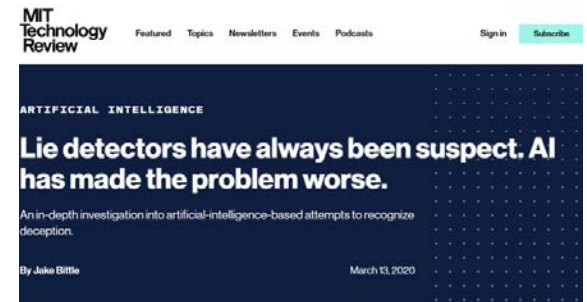 MIT
Technology
Review
Featured Topics Newsletters Events Podcasts Sign in Subscribe
ARTIFICIAL INTELLIGENCE
Lie detectors have always been suspect. AI
has made the problem worse.
An in-depth investigation into artificial-intelligence-based attempts to recognize
deception.
By Jake Bittle March 13, 2020